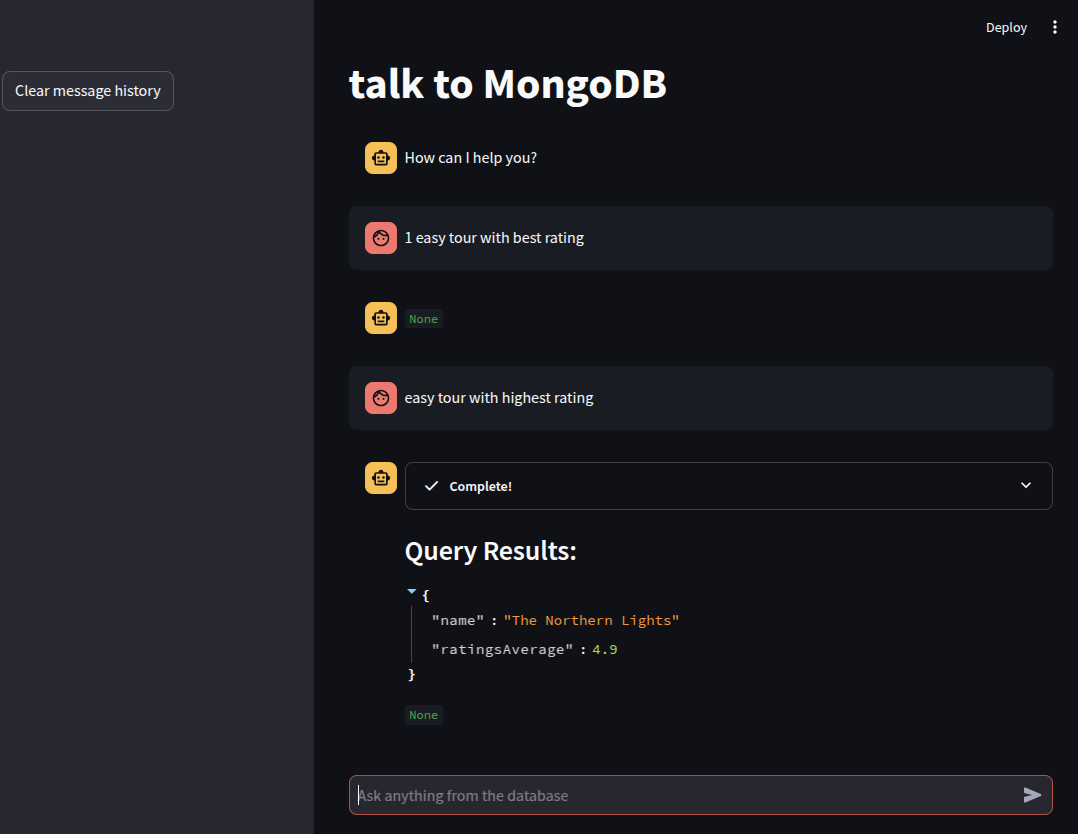 Deploy
Clear message history
talk to MongoDB
How can I help you?
1 easy tour with best rating
None
easy tour with highest rating
Complete!
Query Results:
{
"name" : "The Northern Lights"
"ratingsAverage" : 4.9
}
None
Ask anything from the database